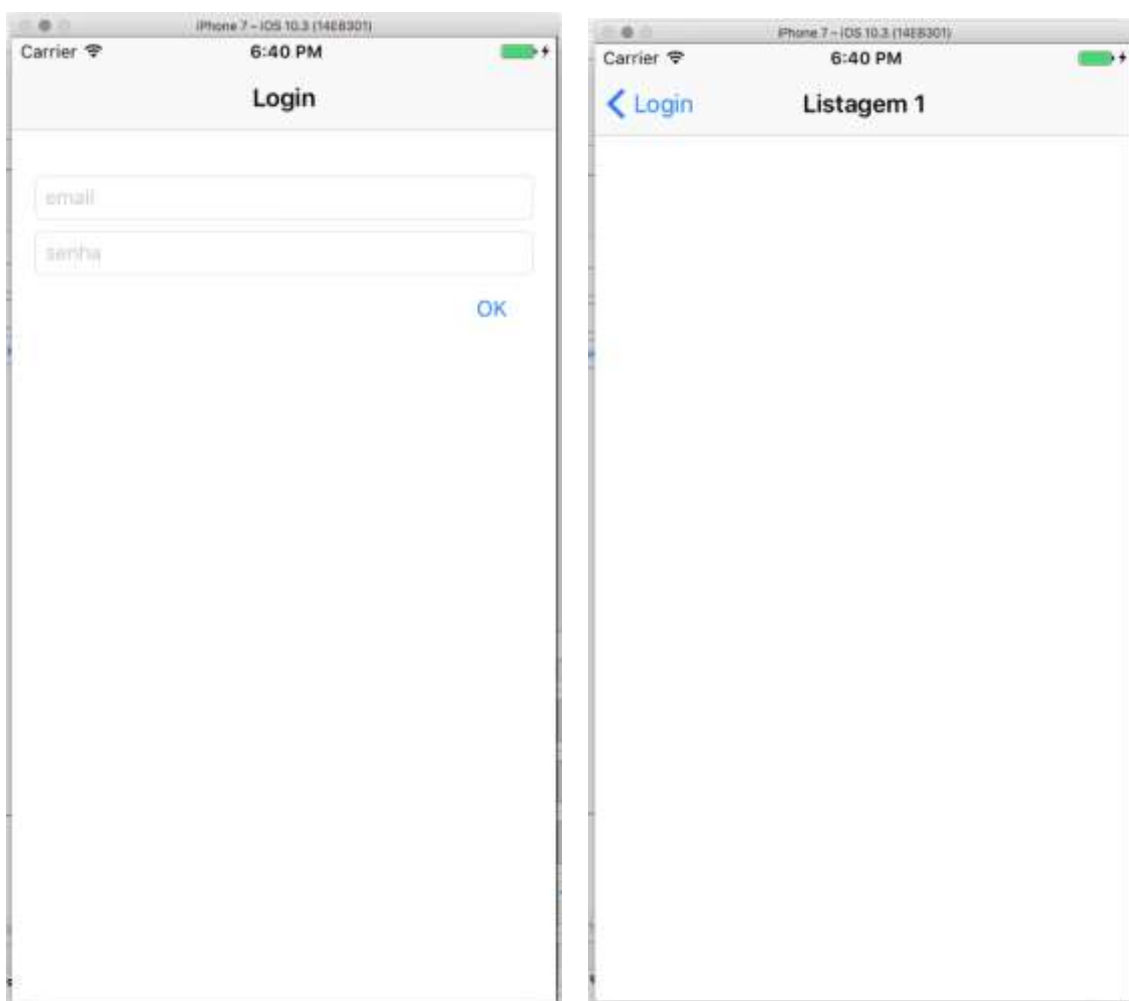 iPhone 7 – iOS 10.3 (14E8301)
Carrier
6:40 PM
Login
email
senha
OK
iPhone 7 – iOS 10.3 (14E8301)
Carrier
6:40 PM
Login
Listagem 1